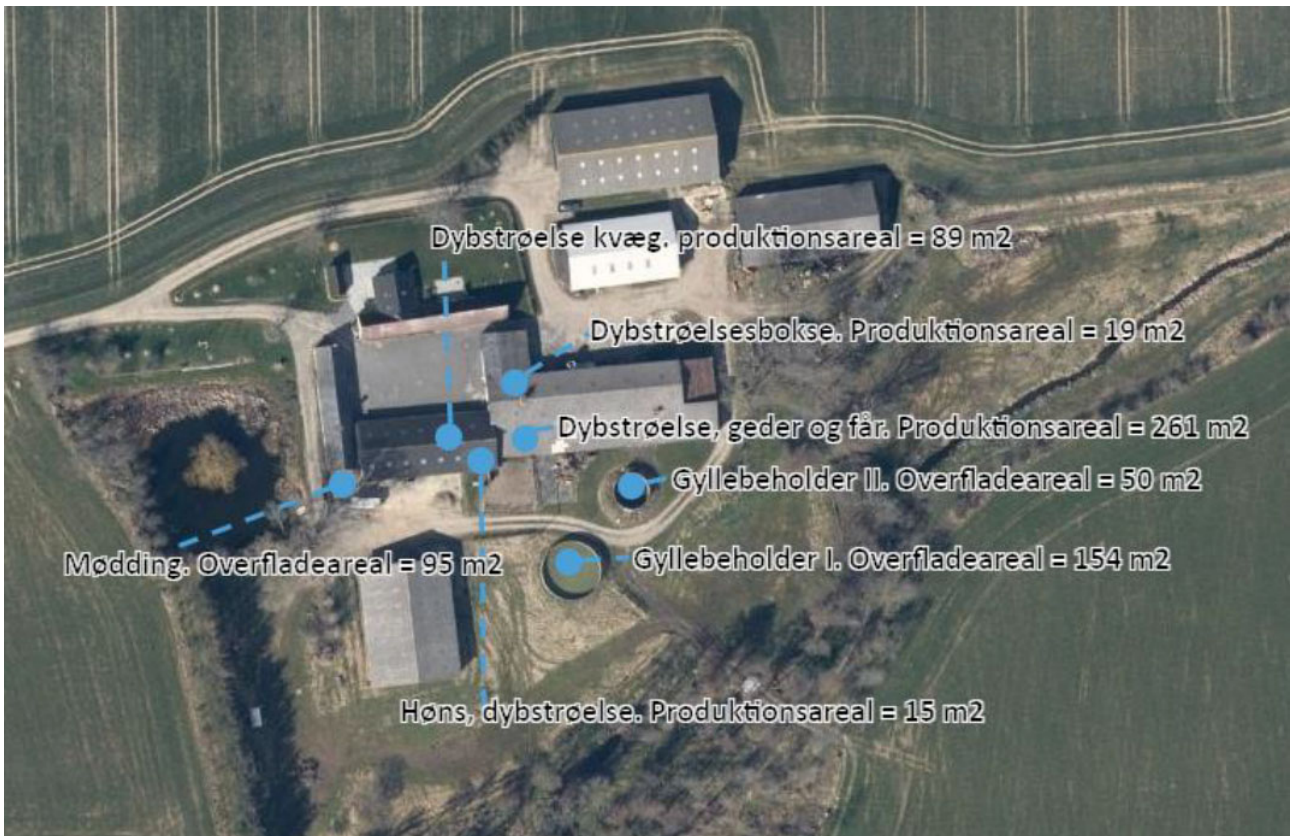 Dybstrøelse kvæg. produktionsareal = 89 m2
Dybstrøelsesbokse. Produktionsareal = 19 m2
Dybstrøelse, geder og får. Produktionsareal = 261 m2
Gyllebeholder II. Overfladeareal = 50 m2
Mødding. Overfladeareal = 95 m2
Gyllebeholder I. Overfladeareal = 154 m2
Høns, dybstrøelse. Produktionsareal = 15 m2